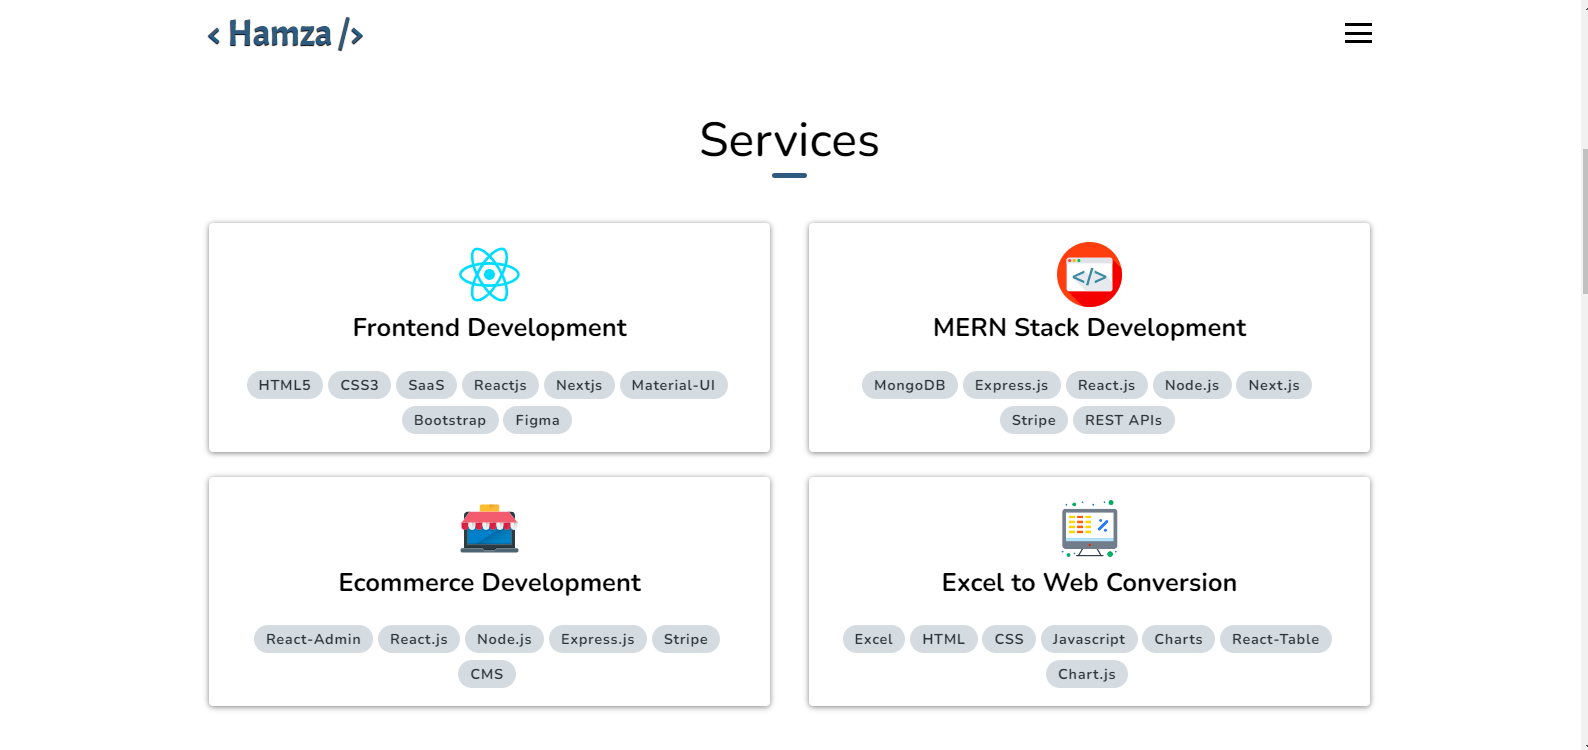 < Hamza />
Services
Frontend Development
HTML5 CSS3 SaaS Reactjs Nextjs Material-UI
Bootstrap Figma
</>
MERN Stack Development
MongoDB Express.js React.js Node.js Next.js
Stripe REST APIs
Ecommerce Development
React-Admin React.js Node.js Express.js Stripe
CMS
Excel to Web Conversion
Excel HTML CSS Javascript Charts React-Table
Chart.js